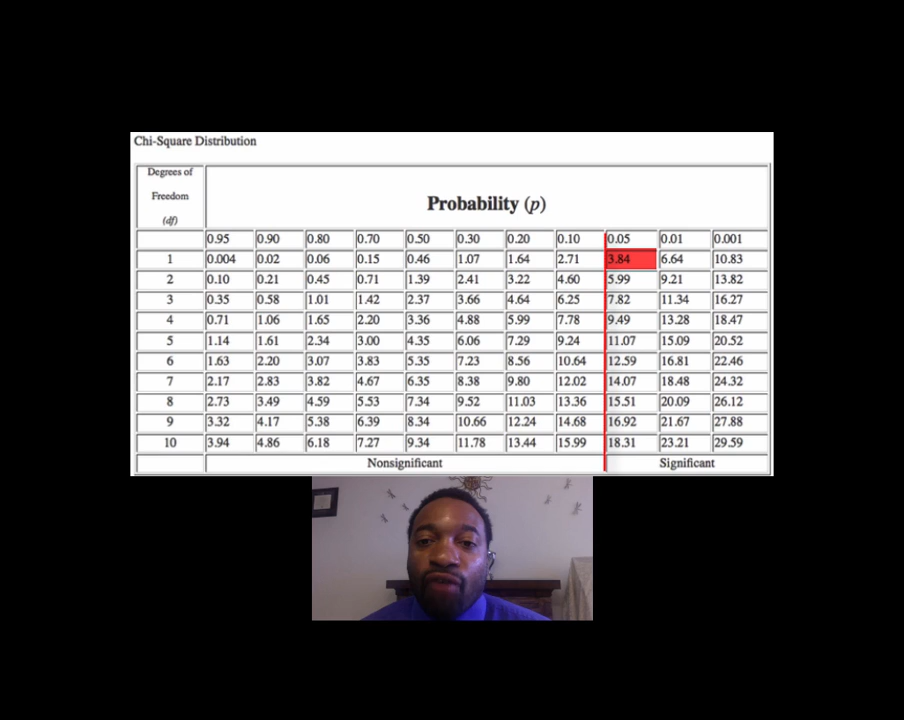 Chi-Square Distribution
Degrees of
Freedom
(df)
Probability (p)
0.95 0.90 0.80 0.70 0.50 0.30 0.20 0.10 0.05 0.01 0.001
1 0.004 0.02 0.06 0.15 0.46 1.07 1.64 2.71 3.84 6.64 10.83
2 0.10 0.21 0.45 0.71 1.39 2.41 3.22 4.60 5.99 9.21 13.82
3 0.35 0.58 1.01 1.42 2.37 3.66 4.64 6.25 7.82 11.34 16.27
4 0.71 1.06 1.65 2.20 3.36 4.88 5.99 7.78 9.49 13.28 18.47
5 1.14 1.61 2.34 3.00 4.35 6.06 7.29 9.24 11.07 15.09 20.52
6 1.63 2.20 3.07 3.83 5.35 7.23 8.56 10.64 12.59 16.81 22.46
7 2.17 2.83 3.82 4.67 6.35 8.38 9.80 12.02 14.07 18.48 24.32
8 2.73 3.49 4.59 5.53 7.34 9.52 11.03 13.36 15.51 20.09 26.12
9 3.32 4.17 5.38 6.39 8.34 10.66 12.24 14.68 16.92 21.67 27.88
10 3.94 4.86 6.18 7.27 9.34 11.78 13.44 15.99 18.31 23.21 29.59
Nonsignificant Significant